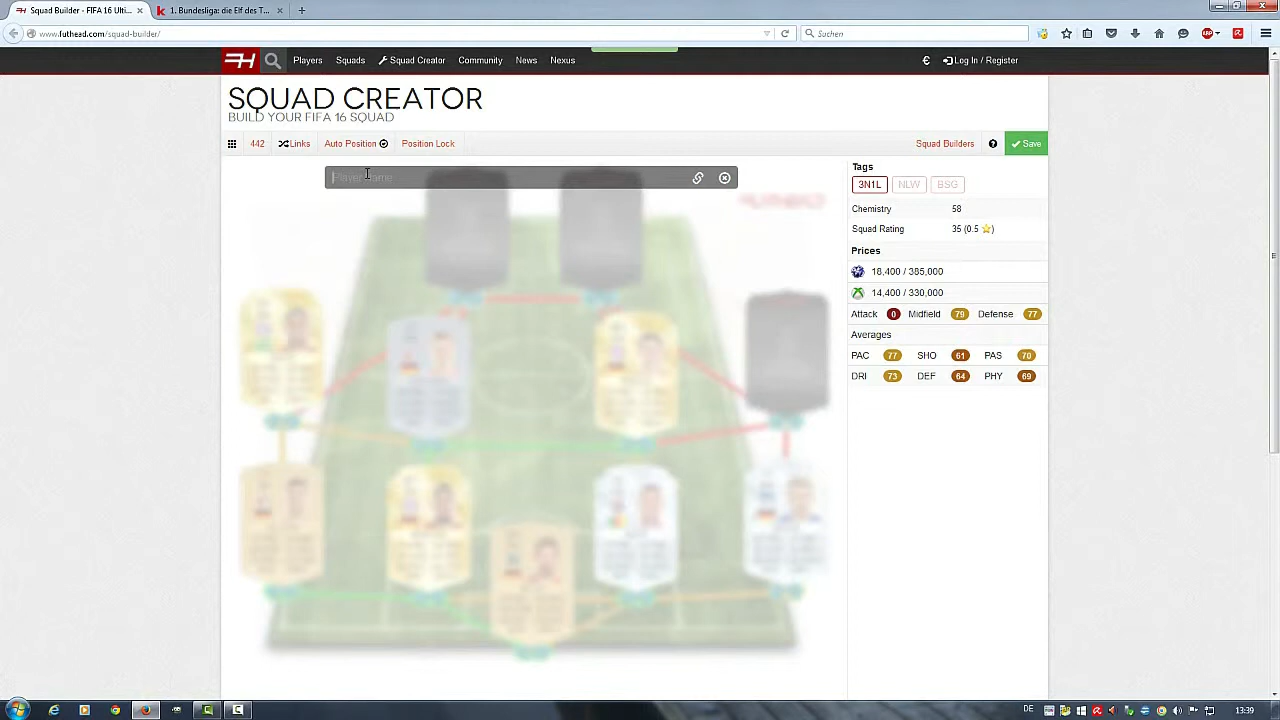 Squad Builder - FIFA 16 Ulti... ×
1. Bundesliga: die Elf des T... ×
www.futhead.com/squad-builder/
Suchen
FH
Players
Squads
Squad Creator
Community
News
Nexus
€
Log In / Register
SQUAD CREATOR
BUILD YOUR FIFA 16 SQUAD
442
Links
Auto Position
Position Lock
Squad Builders
Save
Player Name
FUTHEAD
Tags
3N1L
NLW
BSG
Chemistry 58
Squad Rating 35 (0.5 ★)
Prices
18,400 / 385,000
14,400 / 330,000
Attack 0 Midfield 79 Defense 77
Averages
PAC 77 SHO 61 PAS 70
DRI 73 DEF 64 PHY 69
DE
13:39